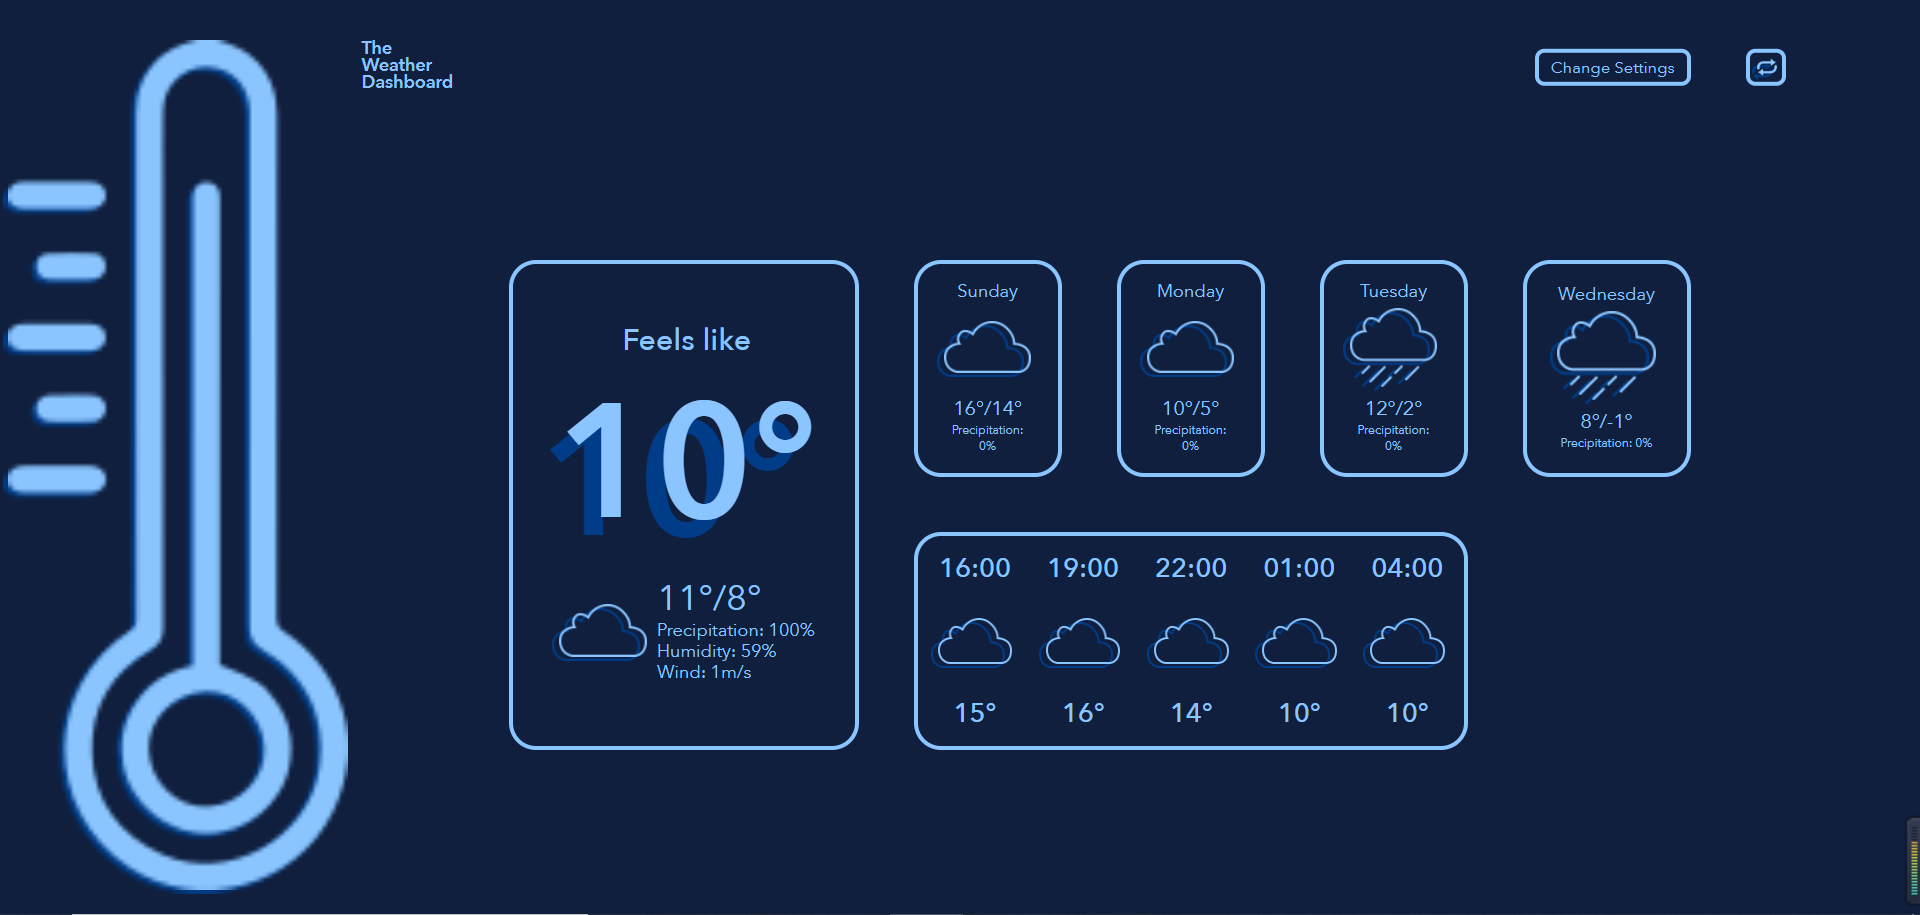 The
Weather
Dashboard
Change Settings
Feels like
10°
11°/8°
Precipitation: 100%
Humidity: 59%
Wind: 1m/s
Sunday
16°/14°
Precipitation:
0%
Monday
10°/5°
Precipitation:
0%
Tuesday
12°/2°
Precipitation:
0%
Wednesday
8°/-1°
Precipitation: 0%
16:00 19:00 22:00 01:00 04:00
15° 16° 14° 10° 10°